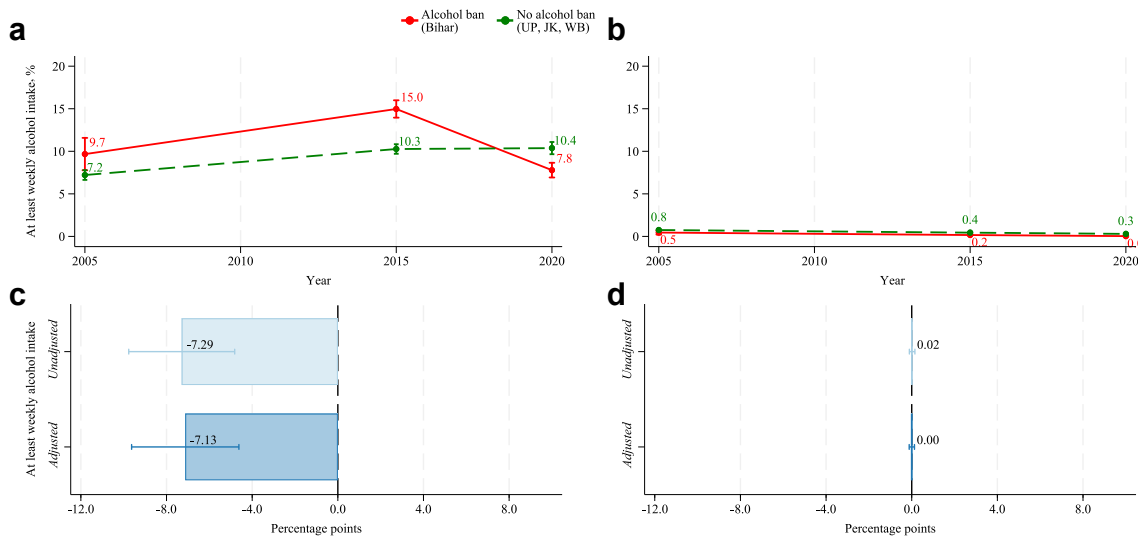 a
Alcohol ban
(Bihar)
No alcohol ban
(UP, JK, WB)
b
At least weekly alcohol intake, %
20
15
10
5
0
9.7
7.2
15.0
10.3
10.4
7.8
2005
2010
2015
2020
Year
20
15
10
5
0
0.8
0.5
0.4
0.2
0.3
2005
2010
2015
2020
Year
c
At least weekly alcohol intake
Unadjusted
Adjusted
-7.29
-7.13
-12.0
-8.0
-4.0
0.0
4.0
8.0
Percentage points
d
Unadjusted
Adjusted
0.02
0.00
-12.0
-8.0
-4.0
0.0
4.0
8.0
Percentage points